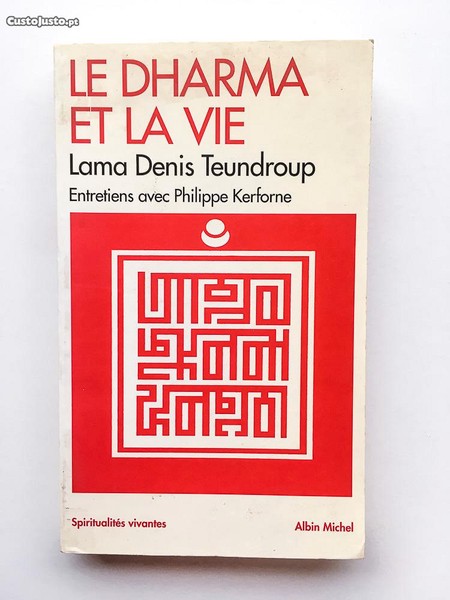 CustoJusto.pt
LE DHARMA
ET LA VIE
Lama Denis Teundroup
Entretiens avec Philippe Kerforne
Spiritualités vivantes
Albin Michel